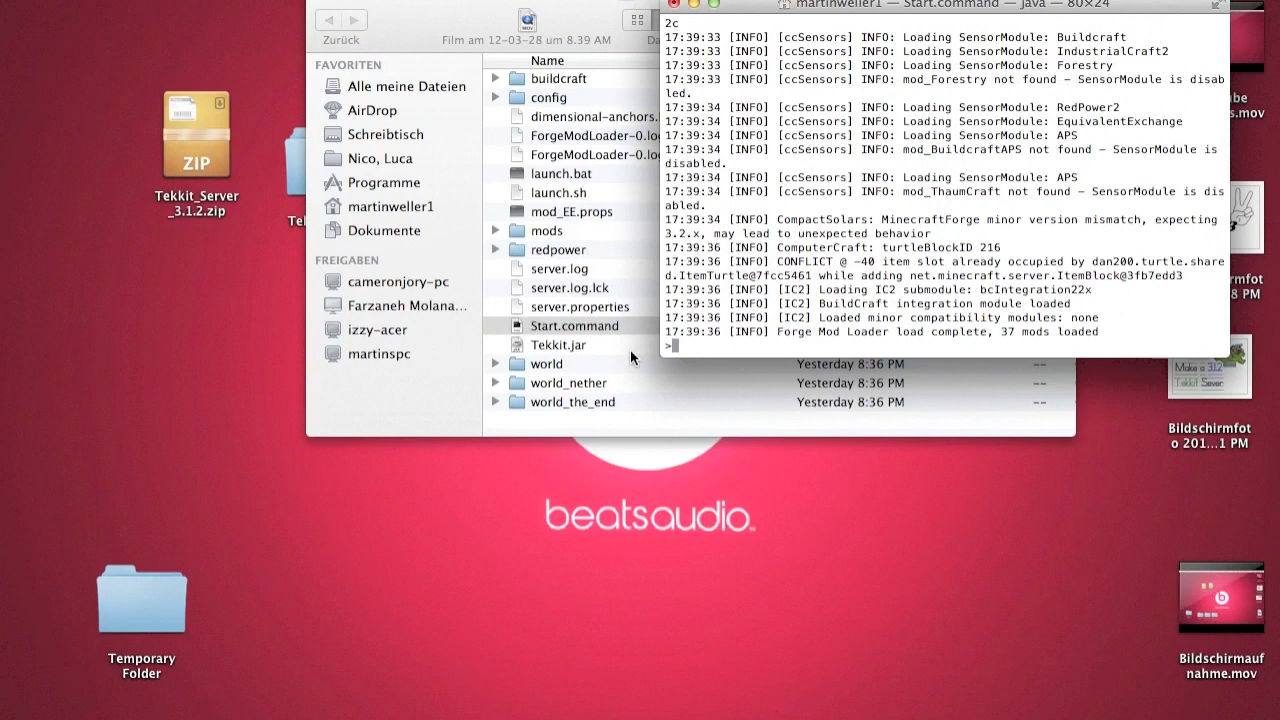 Zurück
Film am 12-03-28 um 8.39 AM
FAVORITEN
Alle meine Dateien
AirDrop
Schreibtisch
Nico, Luca
Programme
martinweller1
Dokumente
FREIGABEN
cameronjory-pc
Farzaneh Molana...
izzy-acer
martinspc
Name
buildcraft
config
dimensional-anchors.
ForgeModLoader-0.lo
ForgeModLoader-0.lo
launch.bat
launch.sh
mod_EE.props
mods
redpower
server.log
server.log.lck
server.properties
Start.command
Tekkit.jar
world Yesterday 8:36 PM --
world_nether Yesterday 8:36 PM --
world_the_end Yesterday 8:36 PM --
martinweller1 — Start.command — java — 80×24
2c
17:39:33 [INFO] [ccSensors] INFO: Loading SensorModule: Buildcraft
17:39:33 [INFO] [ccSensors] INFO: Loading SensorModule: IndustrialCraft2
17:39:33 [INFO] [ccSensors] INFO: Loading SensorModule: Forestry
17:39:33 [INFO] [ccSensors] INFO: mod_Forestry not found - SensorModule is disab
led.
17:39:34 [INFO] [ccSensors] INFO: Loading SensorModule: RedPower2
17:39:34 [INFO] [ccSensors] INFO: Loading SensorModule: EquivalentExchange
17:39:34 [INFO] [ccSensors] INFO: Loading SensorModule: APS
17:39:34 [INFO] [ccSensors] INFO: mod_BuildcraftAPS not found - SensorModule is
disabled.
17:39:34 [INFO] [ccSensors] INFO: Loading SensorModule: APS
17:39:34 [INFO] [ccSensors] INFO: mod_ThaumCraft not found - SensorModule is dis
abled.
17:39:34 [INFO] CompactSolars: MinecraftForge minor version mismatch, expecting
3.2.x, may lead to unexpected behavior
17:39:36 [INFO] ComputerCraft: turtleBlockID 216
17:39:36 [INFO] CONFLICT @ -40 item slot already occupied by dan200.turtle.share
d.ItemTurtle@7fcc5461 while adding net.minecraft.server.ItemBlock@3fb7edd3
17:39:36 [INFO] [IC2] Loading IC2 submodule: bcIntegration22x
17:39:36 [INFO] [IC2] BuildCraft integration module loaded
17:39:36 [INFO] [IC2] Loaded minor compatibility modules: none
17:39:36 [INFO] Forge Mod Loader load complete, 37 mods loaded
>
ZIP
Tekkit_Server
_3.1.2.zip
Tel
Temporary
Folder
beatsaudio
MOV
Make a 3.1.2
Tekkit Sever
Bildschirmfot
o 201...1 PM
Bildschirmauf
nahme.mov